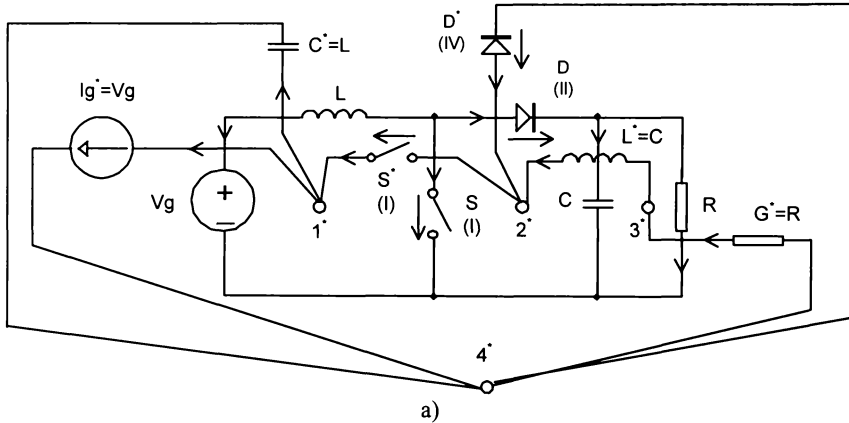 D*
(IV)
C*=L
D
(II)
Ig*=Vg
L
L*=C
Vg
+
−
S*
(I)
S
(I)
1*
2*
C
3*
R
G*=R
4*
a)